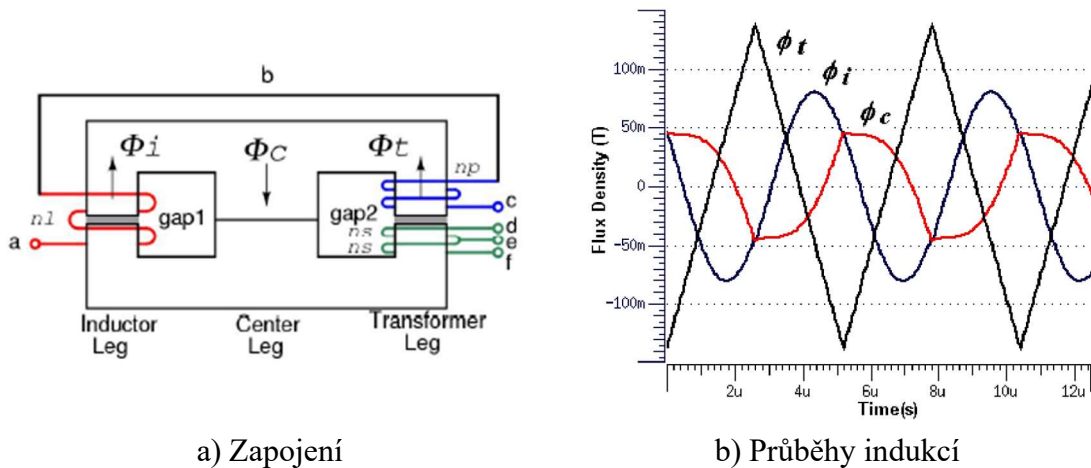 b
Φi
Φc
Φt
np
nl
gap1
gap2
c
ns
d
e
a
ns
f
Inductor
Leg
Center
Leg
Transformer
Leg
a) Zapojení
Flux Density (T)
100m
50m
0
-50m
-100m
ϕt
ϕi
ϕc
2u 4u 6u 8u 10u 12u
Time(s)
b) Průběhy indukcí